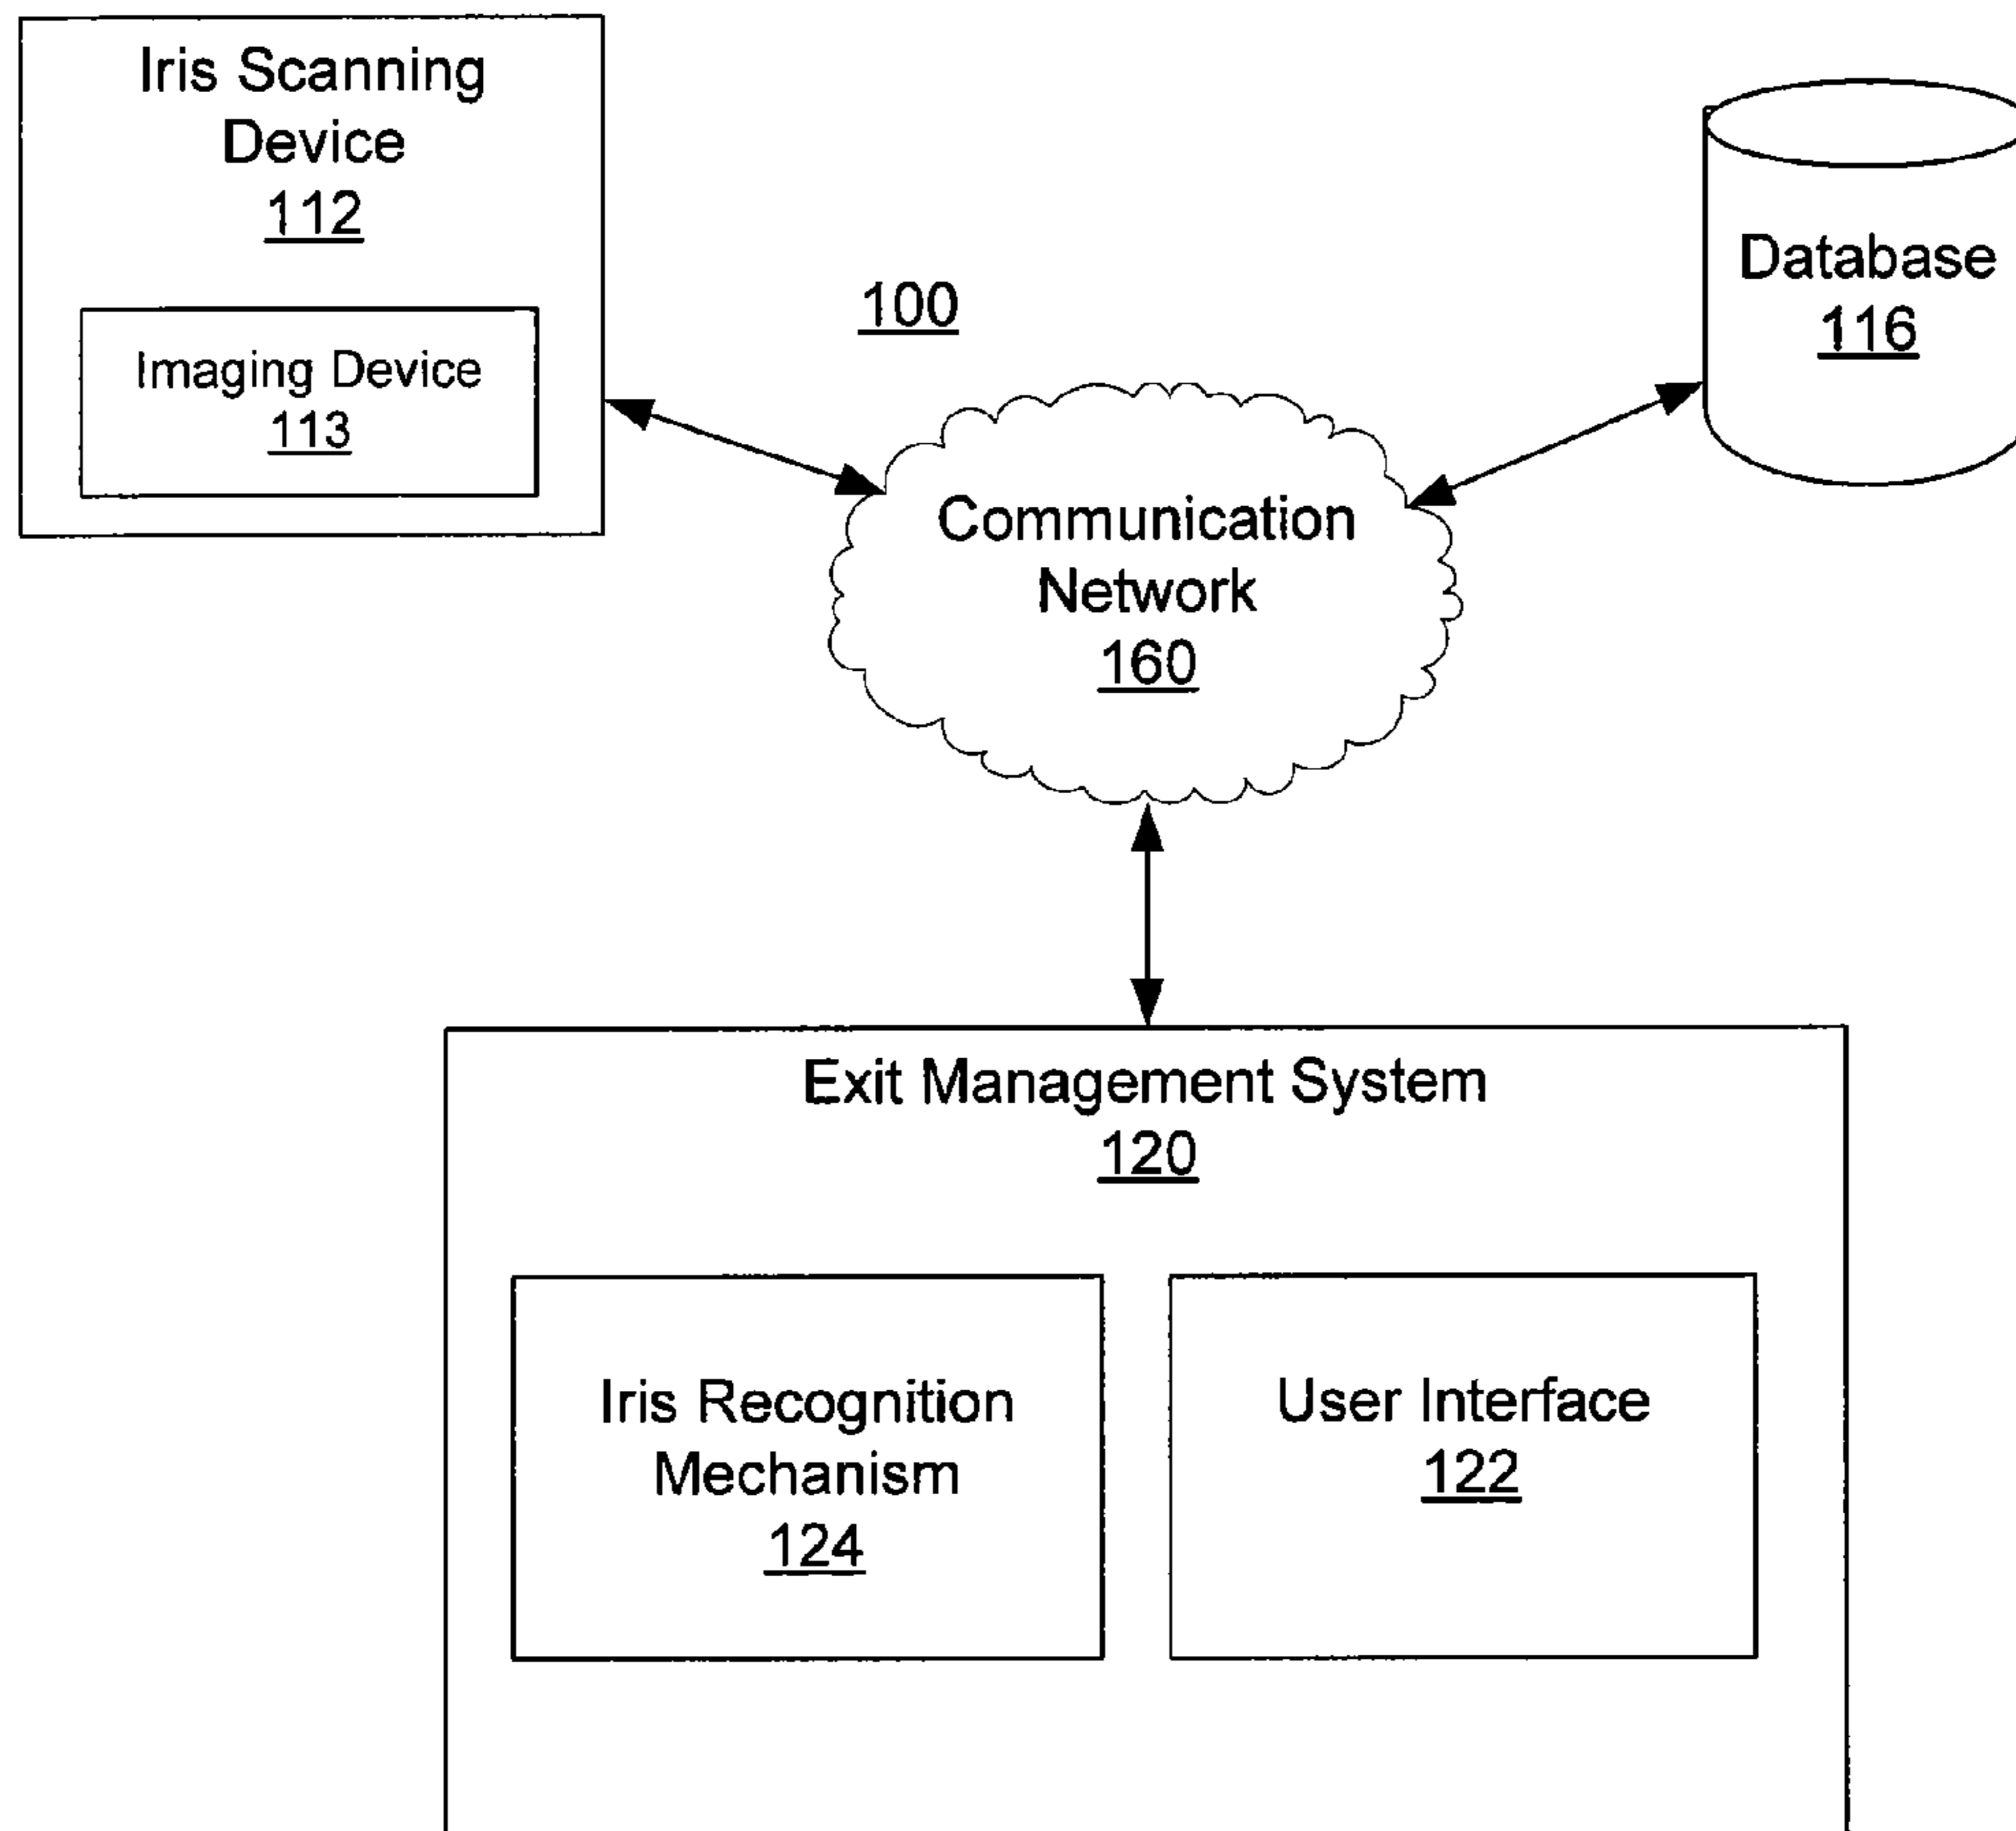 Iris Scanning
Device
112
Imaging Device
113
100
Database
116
Communication
Network
160
Exit Management System
120
Iris Recognition
Mechanism
124
User Interface
122